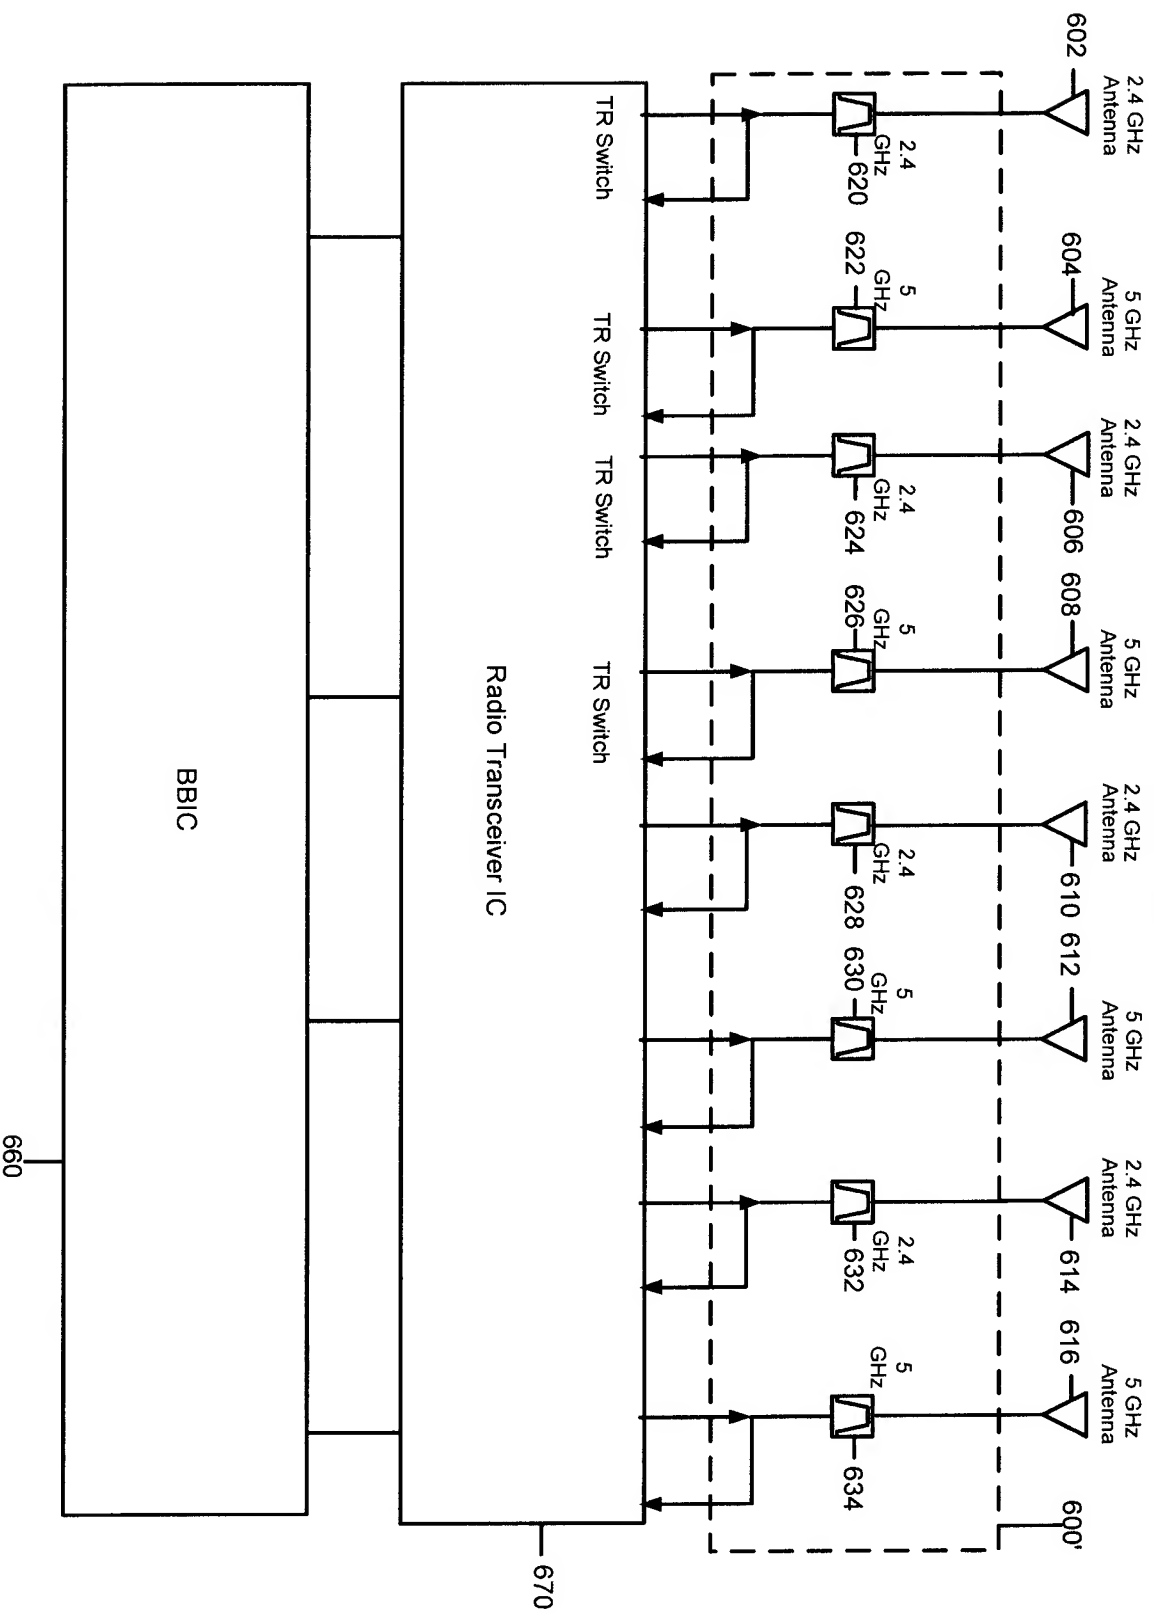 602
2.4 GHz
Antenna
604
5 GHz
Antenna
606
2.4 GHz
Antenna
608
5 GHz
Antenna
610
2.4 GHz
Antenna
612
5 GHz
Antenna
614
2.4 GHz
Antenna
616
5 GHz
Antenna
600'
2.4
GHz
620
5
GHz
622
2.4
GHz
624
5
GHz
626
2.4
GHz
628
5
GHz
630
2.4
GHz
632
5
GHz
634
TR Switch
TR Switch
TR Switch
TR Switch
Radio Transceiver IC
670
BBIC
660